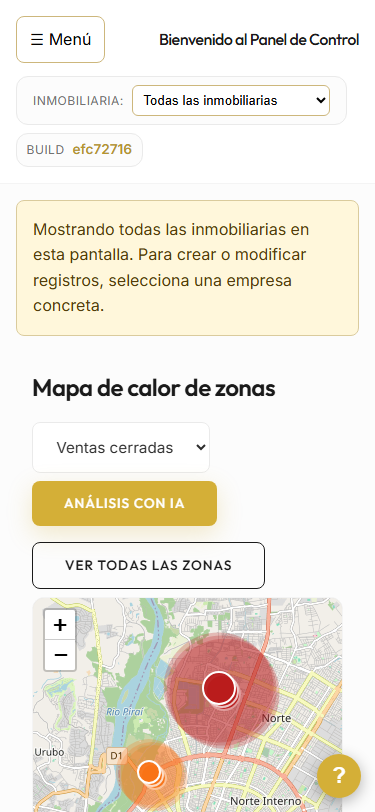 ☰ Menú
Bienvenido al Panel de Control
INMOBILIARIA: Todas las inmobiliarias
BUILD efc72716
Mostrando todas las inmobiliarias en
esta pantalla. Para crear o modificar
registros, selecciona una empresa
concreta.
Mapa de calor de zonas
Ventas cerradas
ANÁLISIS CON IA
VER TODAS LAS ZONAS
+
−
Río Piraí
Norte
Urubo
D1
Norte Interno
?